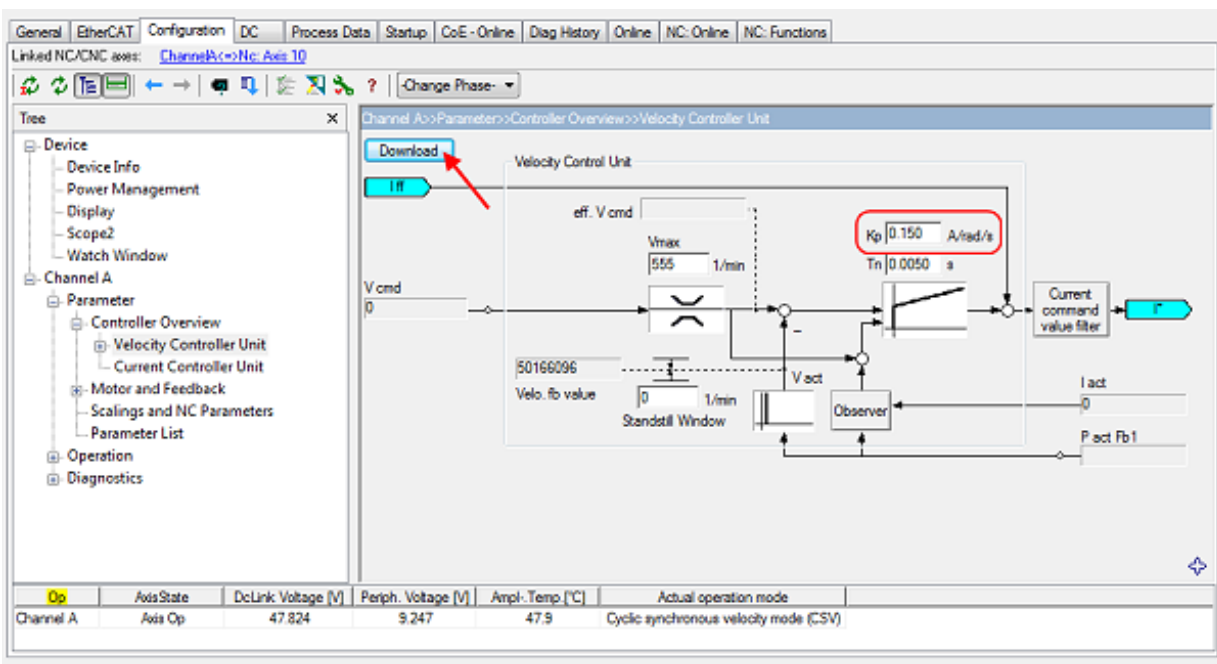 General EtherCAT Configuration DC Process Data Startup CoE - Online Diag History Online NC: Online NC: Functions
Linked NC/CNC axes: ChannelA<=>Nc: Axis 10
? -Change Phase-
Tree X
Channel A>>Parameter>>Controller Overview>>Velocity Controller Unit
Device
Device Info
Power Management
Display
Scope2
Watch Window
Channel A
Parameter
Controller Overview
Velocity Controller Unit
Current Controller Unit
Motor and Feedback
Scalings and NC Parameters
Parameter List
Operation
Diagnostics
Download
Velocity Control Unit
I ff
eff. V cmd
Kp 0.150 A/rad/s
Vmax
555 1/min
Tn 0.0050 s
V cmd
0
Current
command
value filter
50166096
Velo. fb value
V act
0 1/min
Standstill Window
Observer
I act
0
P act Fb1
Op AxisState DcLink Voltage [V] Periph. Voltage [V] Ampl-.Temp.[°C] Actual operation mode
Channel A Axis Op 47.824 9.247 47.9 Cyclic synchronous velocity mode (CSV)